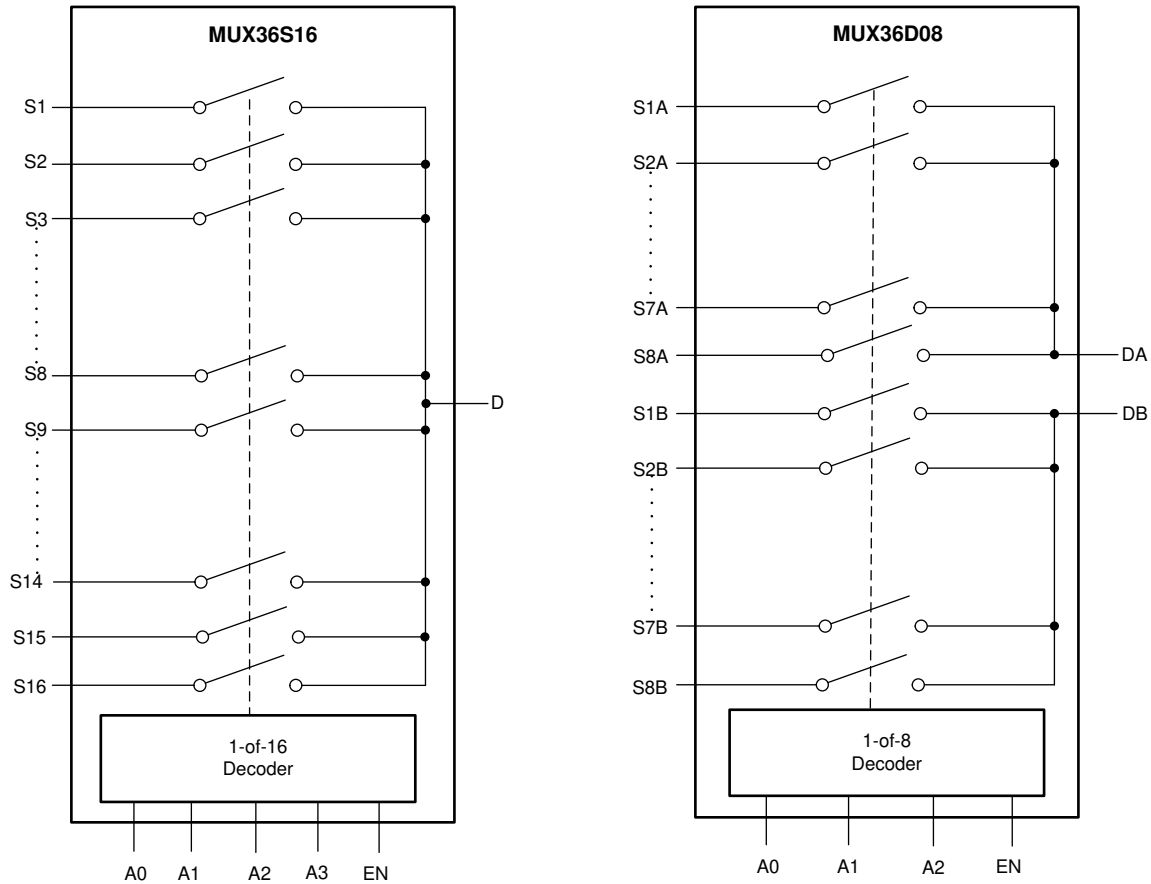 MUX36S16
S1
S2
S3
S8
S9
S14
S15
S16
D
1-of-16
Decoder
A0 A1 A2 A3 EN
MUX36D08
S1A
S2A
S7A
S8A
S1B
S2B
S7B
S8B
DA
DB
1-of-8
Decoder
A0 A1 A2 EN